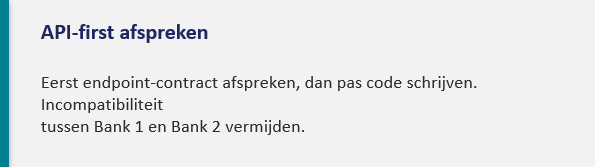 API-first afspreken
Eerst endpoint-contract afspreken, dan pas code schrijven.
Incompatibiliteit
tussen Bank 1 en Bank 2 vermijden.